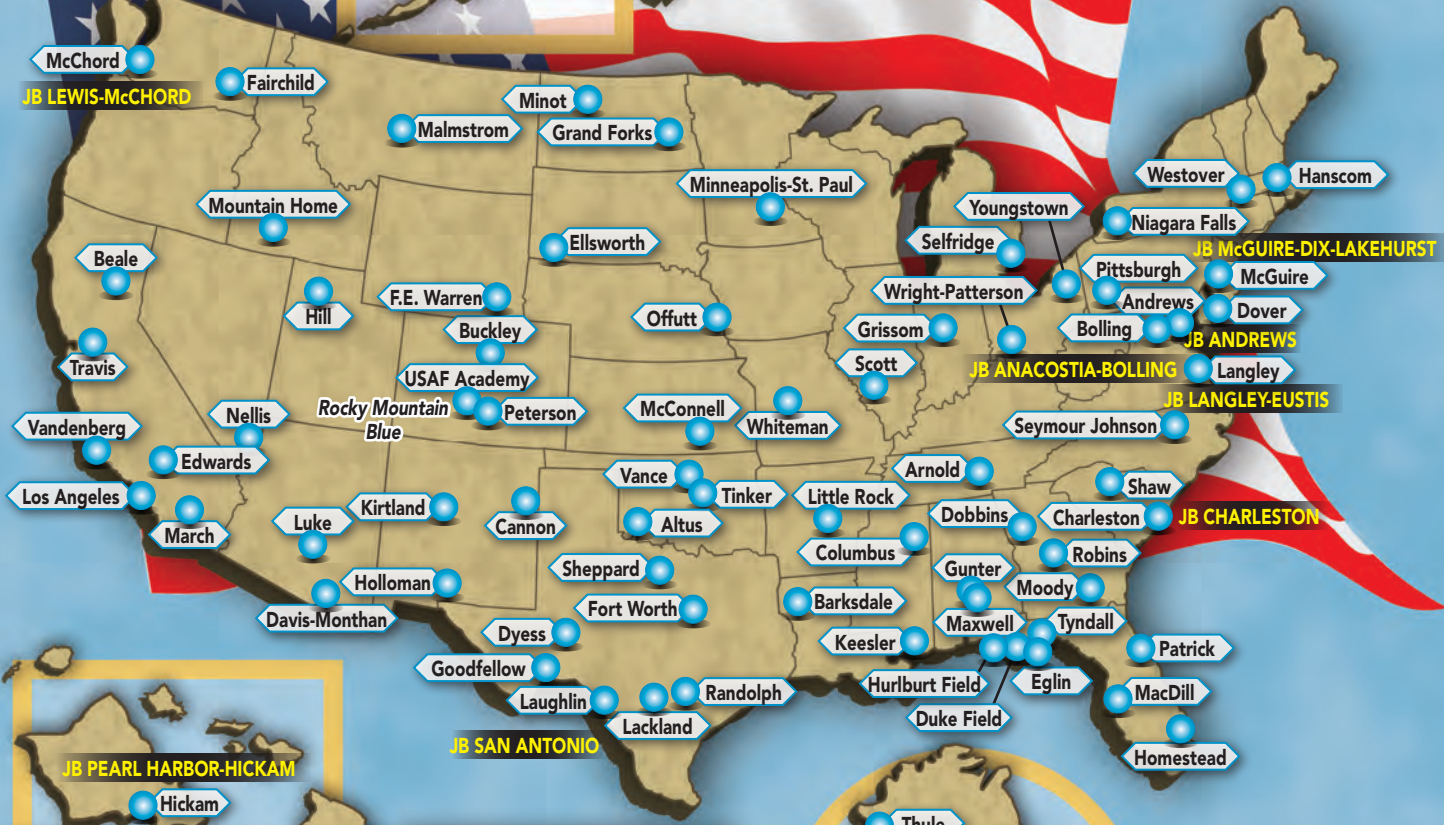 McChord
JB LEWIS-McCHORD
Fairchild
Malmstrom
Minot
Grand Forks
Minneapolis-St. Paul
Mountain Home
Ellsworth
Beale
Hill
F.E. Warren
Buckley
USAF Academy
Rocky Mountain
Blue
Peterson
Offutt
Travis
Vandenberg
Nellis
Edwards
Los Angeles
March
Luke
Kirtland
Cannon
Holloman
Davis-Monthan
McConnell
Whiteman
Scott
Grissom
Vance
Tinker
Altus
Little Rock
Columbus
Sheppard
Fort Worth
Dyess
Goodfellow
Laughlin
Lackland
Randolph
JB SAN ANTONIO
Barksdale
Keesler
Westover
Hanscom
Youngstown
Niagara Falls
Selfridge
JB McGUIRE-DIX-LAKEHURST
Pittsburgh
McGuire
Wright-Patterson
Andrews
Dover
Bolling
JB ANDREWS
JB ANACOSTIA-BOLLING
Langley
JB LANGLEY-EUSTIS
Seymour Johnson
Arnold
Shaw
Dobbins
Charleston
JB CHARLESTON
Robins
Gunter
Moody
Maxwell
Tyndall
Hurlburt Field
Eglin
Duke Field
Patrick
MacDill
Homestead
JB PEARL HARBOR-HICKAM
Hickam
Thule